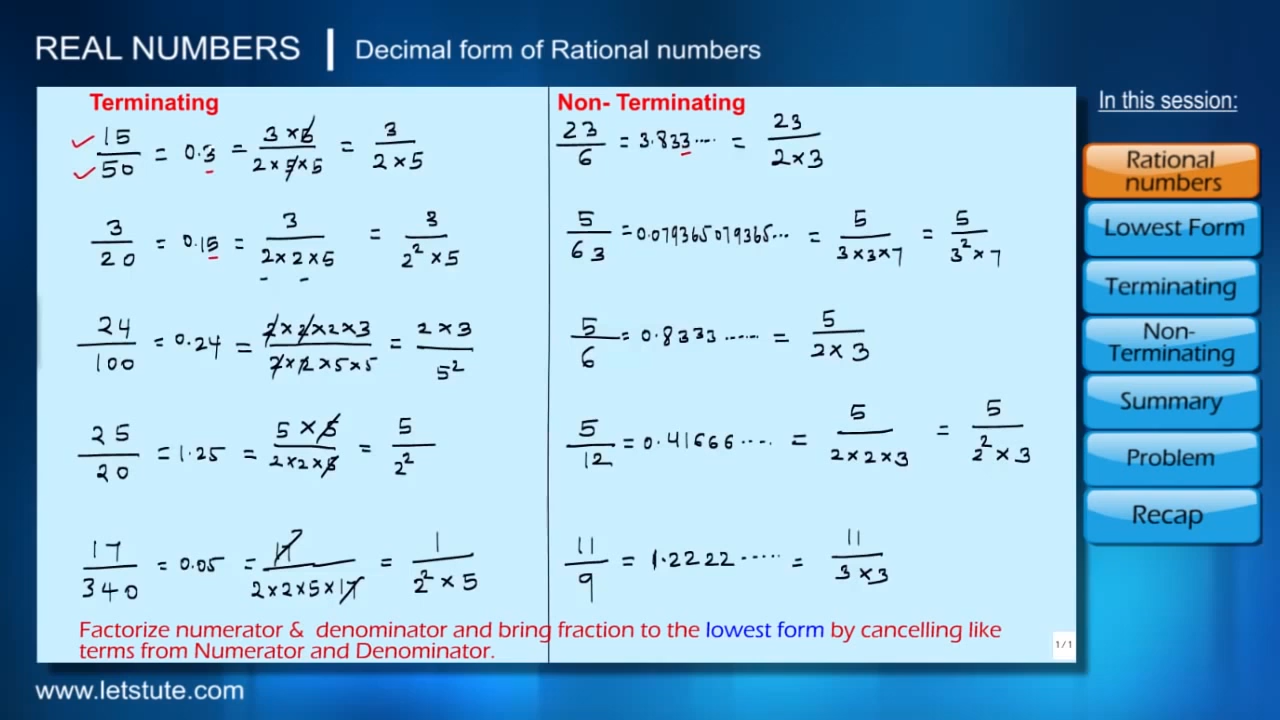 REAL NUMBERS | Decimal form of Rational numbers
Terminating
15/50 = 0.3 = 3 × 5/2 × 5 × 5 = 3/2 × 5
3/20 = 0.15 = 3/2 × 2 × 5 = 3/2² × 5
24/100 = 0.24 = 2 × 2 × 2 × 3/2 × 2 × 5 × 5 = 2 × 3/5²
25/20 = 1.25 = 5 × 5/2 × 2 × 5 = 5/2²
17/340 = 0.05 = 17/2 × 2 × 5 × 17 = 1/2² × 5
Non- Terminating
23/6 = 3.833.... = 23/2 × 3
5/63 = 0.079365079365... = 5/3 × 3 × 7 = 5/3² × 7
5/6 = 0.8333 ...... = 5/2 × 3
5/12 = 0.41666 .... = 5/2 × 2 × 3 = 5/2² × 3
11/9 = 1.2222 ..... = 11/3 × 3
Factorize numerator & denominator and bring fraction to the lowest form by cancelling like
terms from Numerator and Denominator.
1/1
In this session:
Rational
numbers
Lowest Form
Terminating
Non-
Terminating
Summary
Problem
Recap
www.letstute.com